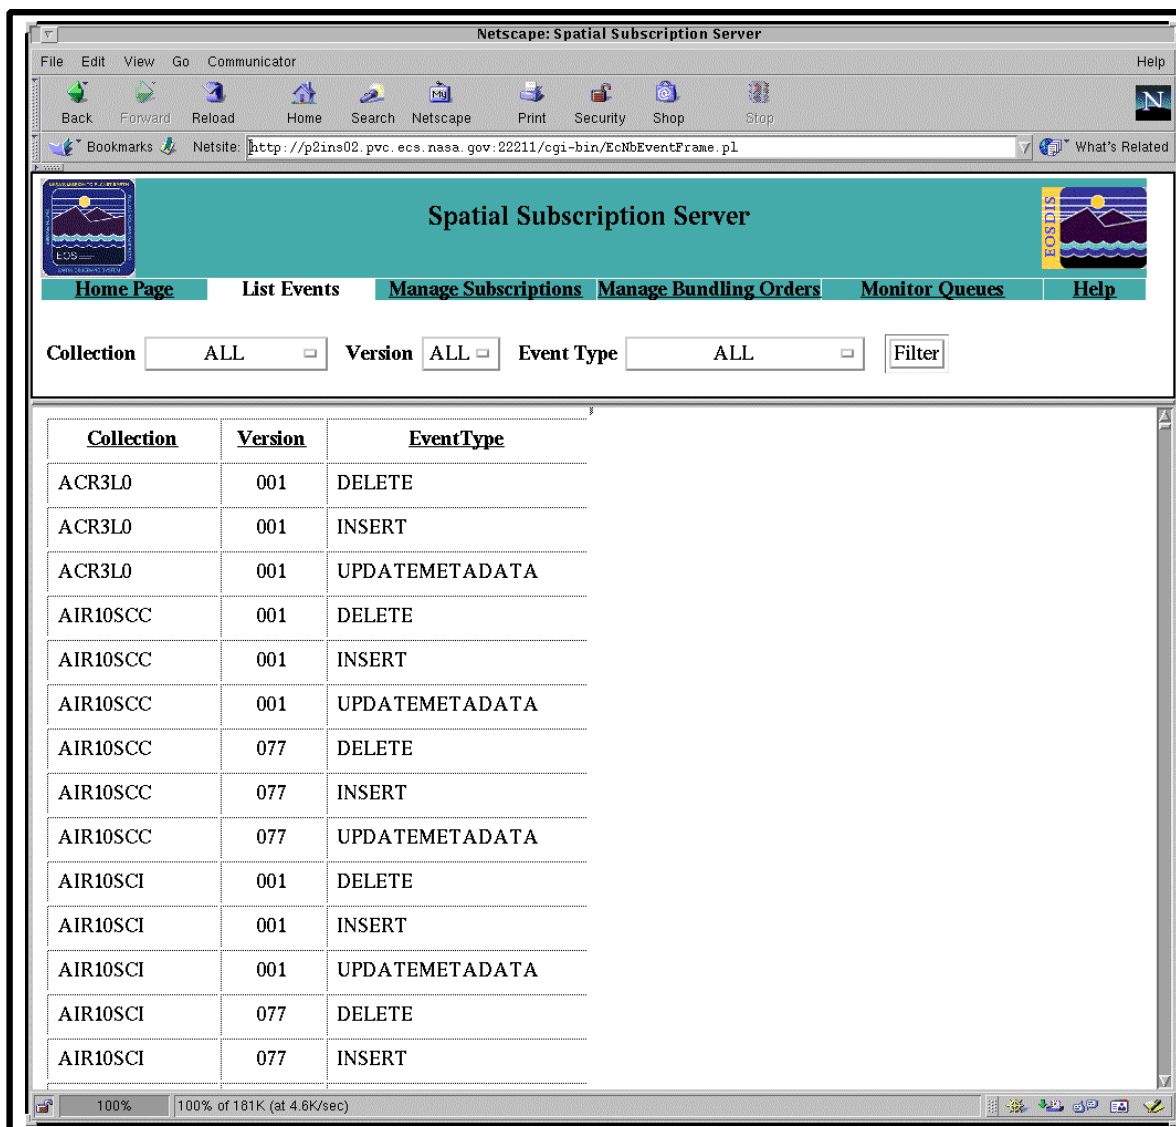 Netscape: Spatial Subscription Server
File Edit View Go Communicator Help
Back Forward Reload Home Search Netscape Print Security Shop Stop
My
N
Bookmarks Netsite: http://p2ins02.pvc.ecs.nasa.gov:22211/cgi-bin/EcNbEventFrame.pl What's Related
EOS
Spatial Subscription Server
EOSDIS
Home Page List Events Manage Subscriptions Manage Bundling Orders Monitor Queues Help
Collection ALL Version ALL Event Type ALL Filter
Collection Version EventType
ACR3L0 001 DELETE
ACR3L0 001 INSERT
ACR3L0 001 UPDATEMETADATA
AIR10SCC 001 DELETE
AIR10SCC 001 INSERT
AIR10SCC 001 UPDATEMETADATA
AIR10SCC 077 DELETE
AIR10SCC 077 INSERT
AIR10SCC 077 UPDATEMETADATA
AIR10SCI 001 DELETE
AIR10SCI 001 INSERT
AIR10SCI 001 UPDATEMETADATA
AIR10SCI 077 DELETE
AIR10SCI 077 INSERT
100% 100% of 181K (at 4.6K/sec)